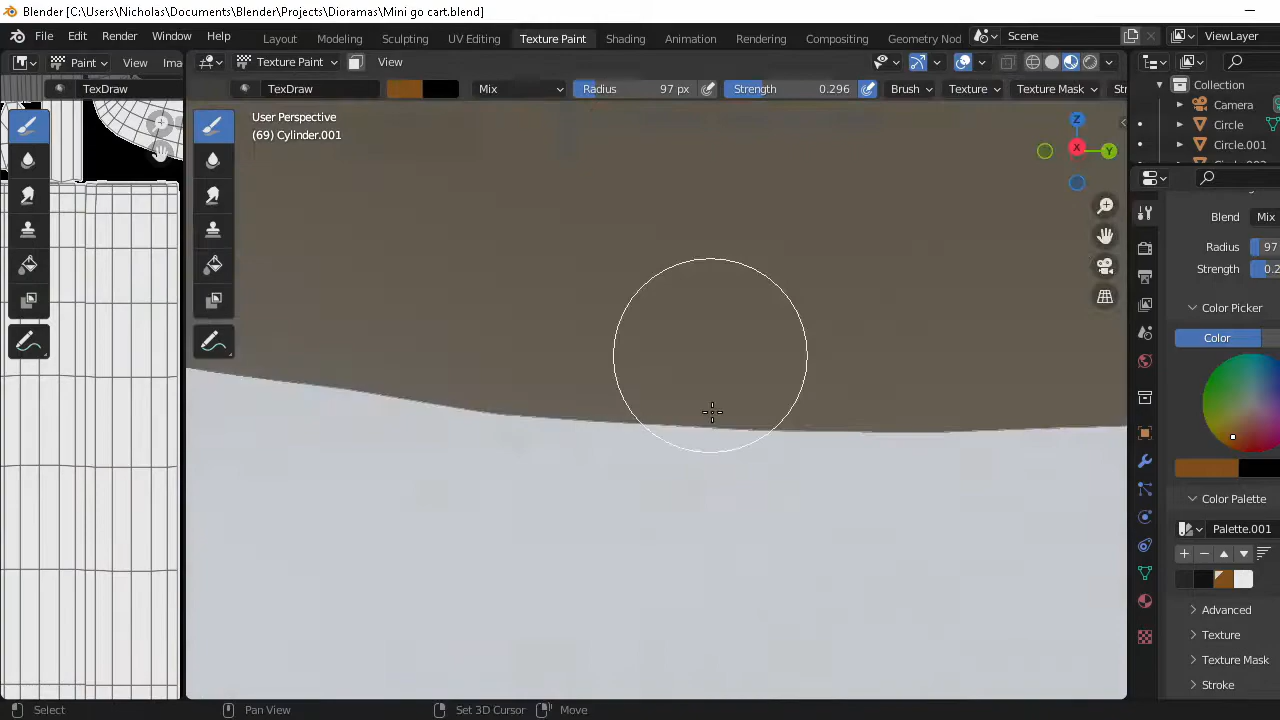 Blender [C:\Users\Nicholas\Documents\Blender\Projects\Dioramas\Mini go cart.blend]
File Edit Render Window Help
Layout Modeling Sculpting UV Editing Texture Paint Shading Animation Rendering Compositing Geometry Nod
Scene
ViewLayer
Paint View Ima
Texture Paint View
TexDraw
TexDraw
Mix
Radius 97 px
Strength 0.296
Brush
Texture
Texture Mask
Str
User Perspective
(69) Cylinder.001
Z
X
Y
Collection
Camera
Circle
Circle.001
Blend Mix
Radius 97
Strength 0.2
Color Picker
Color
Color Palette
Palette.001
Advanced
Texture
Texture Mask
Stroke
Select
Pan View
Set 3D Cursor
Move